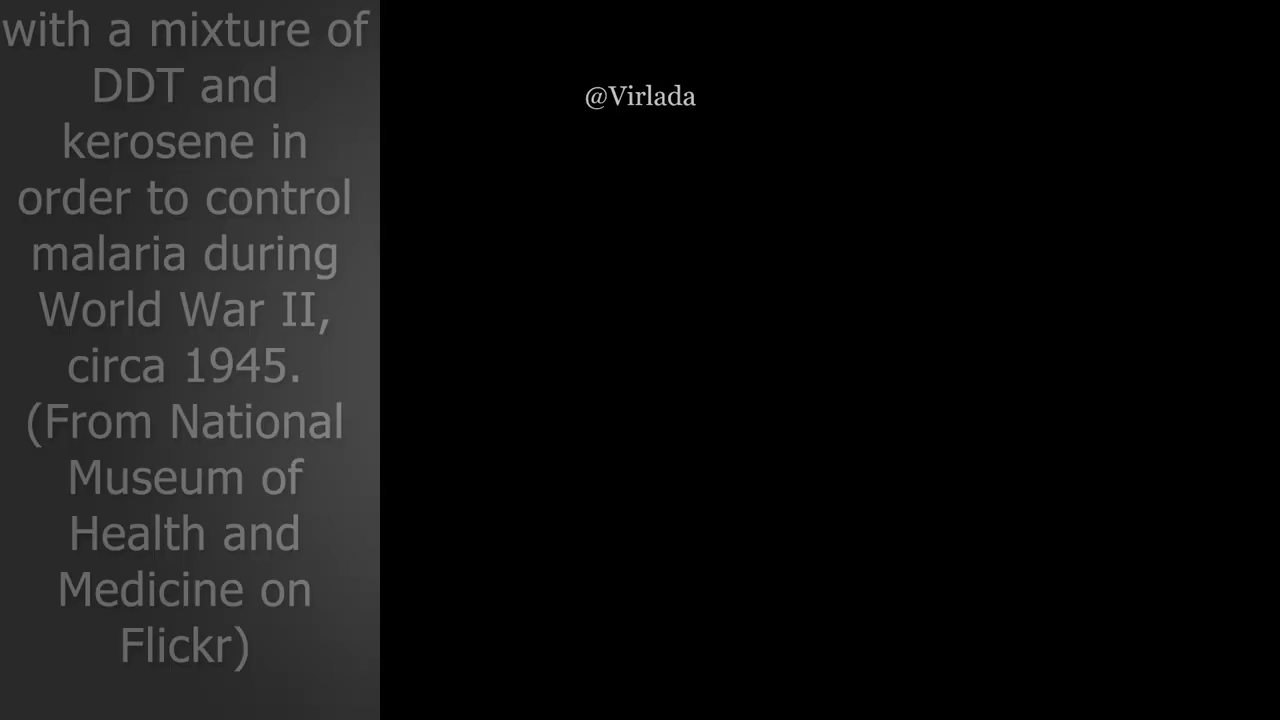 with a mixture of
DDT and
kerosene in
order to control
malaria during
World War II,
circa 1945.
(From National
Museum of
Health and
Medicine on
Flickr)
@Virlada